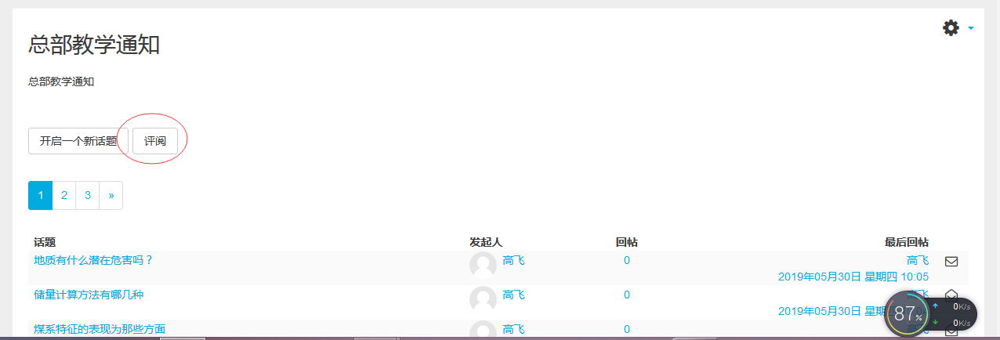 总部教学通知
总部教学通知
开启一个新话题 评阅
1 2 3 »
话题 发起人 回帖 最后回帖
地质有什么潜在危害吗？ 高飞 0 高飞
2019年05月30日 星期四 10:05
储量计算方法有哪几种 高飞 0 高飞
2019年05月30日 星期
煤系特征的表现为那些方面 高飞 0
87% 0K/s
0K/s